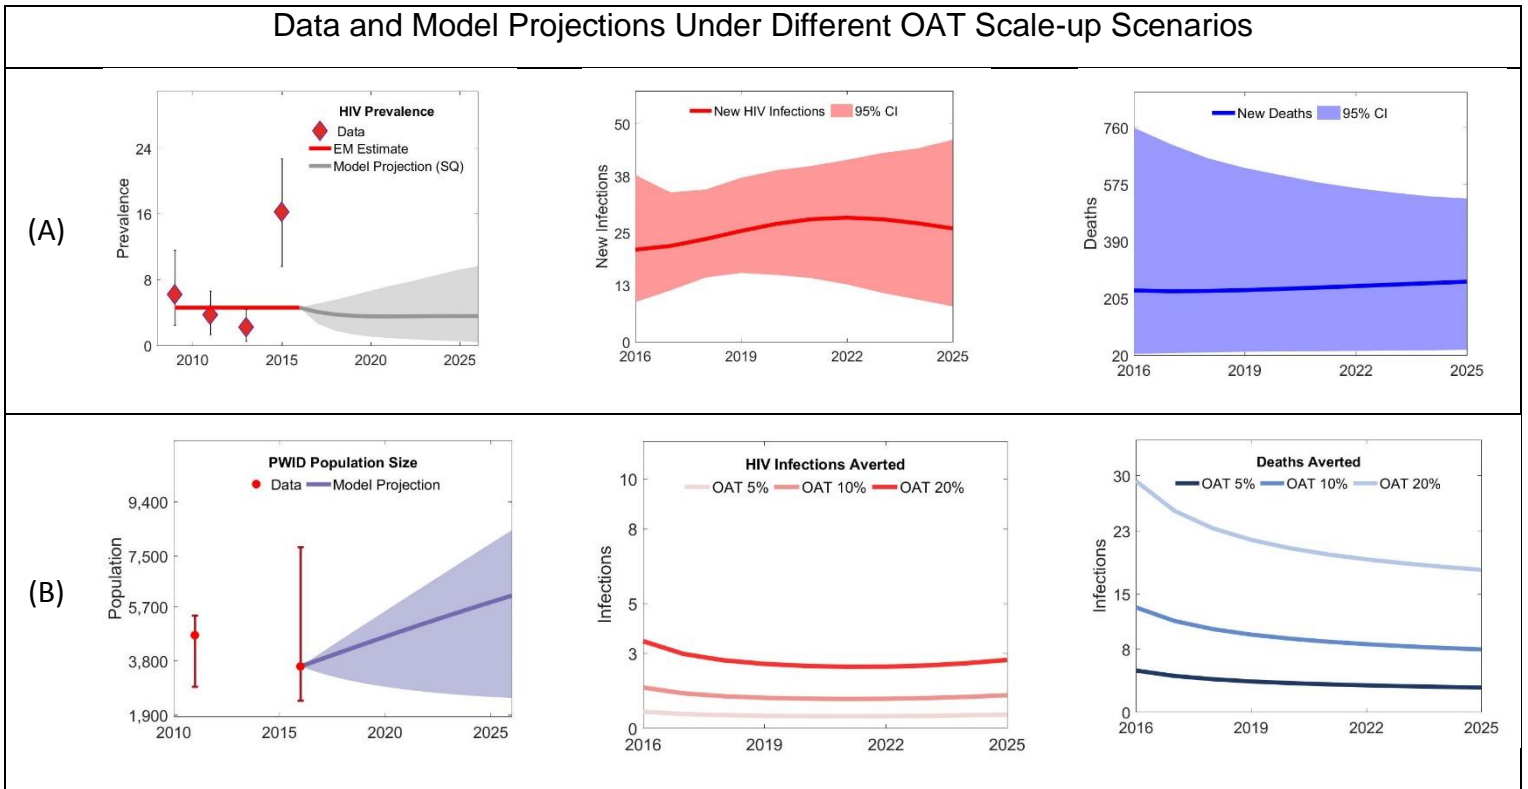 Data and Model Projections Under Different OAT Scale-up Scenarios
(A)
HIV Prevalence
Data
EM Estimate
Model Projection (SQ)
Prevalence
24
16
8
0
2010 2015 2020 2025
New HIV Infections 95% CI
New Infections
50
38
25
13
0
2016 2019 2022 2025
New Deaths 95% CI
Deaths
760
575
390
205
20
2016 2019 2022 2025
(B)
PWID Population Size
Data Model Projection
Population
9,400
7,500
5,700
3,800
1,900
2010 2015 2020 2025
HIV Infections Averted
OAT 5% OAT 10% OAT 20%
Infections
10
8
5
3
0
2016 2019 2022 2025
Deaths Averted
OAT 5% OAT 10% OAT 20%
Infections
30
23
15
8
0
2016 2019 2022 2025